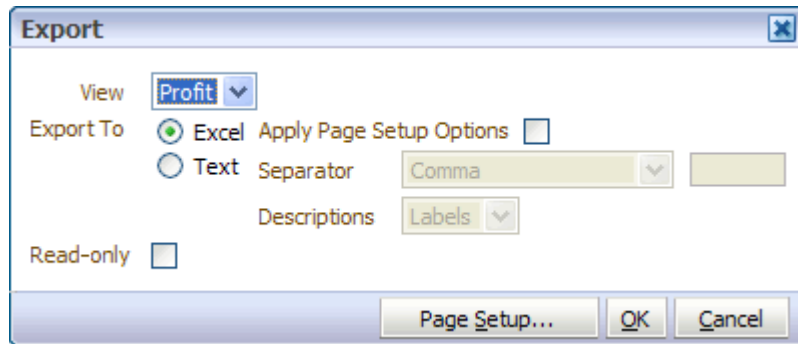 Export
View Profit
Export To Excel Apply Page Setup Options
Text Separator Comma
Descriptions Labels
Read-only
Page Setup... OK Cancel